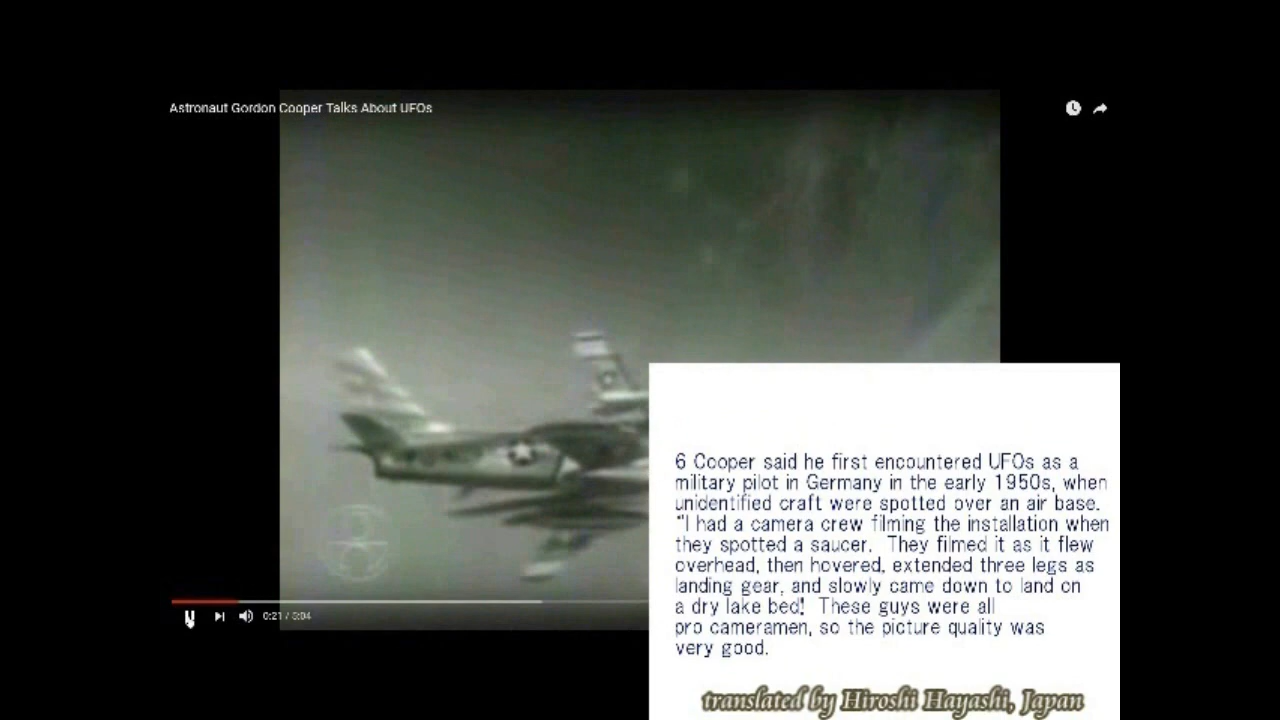 Astronaut Gordon Cooper Talks About UFOs
6 Cooper said he first encountered UFOs as a
military pilot in Germany in the early 1950s, when
unidentified craft were spotted over an air base.
"I had a camera crew filming the installation when
they spotted a saucer. They filmed it as it flew
overhead, then hovered, extended three legs as
landing gear, and slowly came down to land on
a dry lake bed! These guys were all
pro cameramen, so the picture quality was
very good.
0:21 / 3:04
translated by Hiroshi Hayashi, Japan